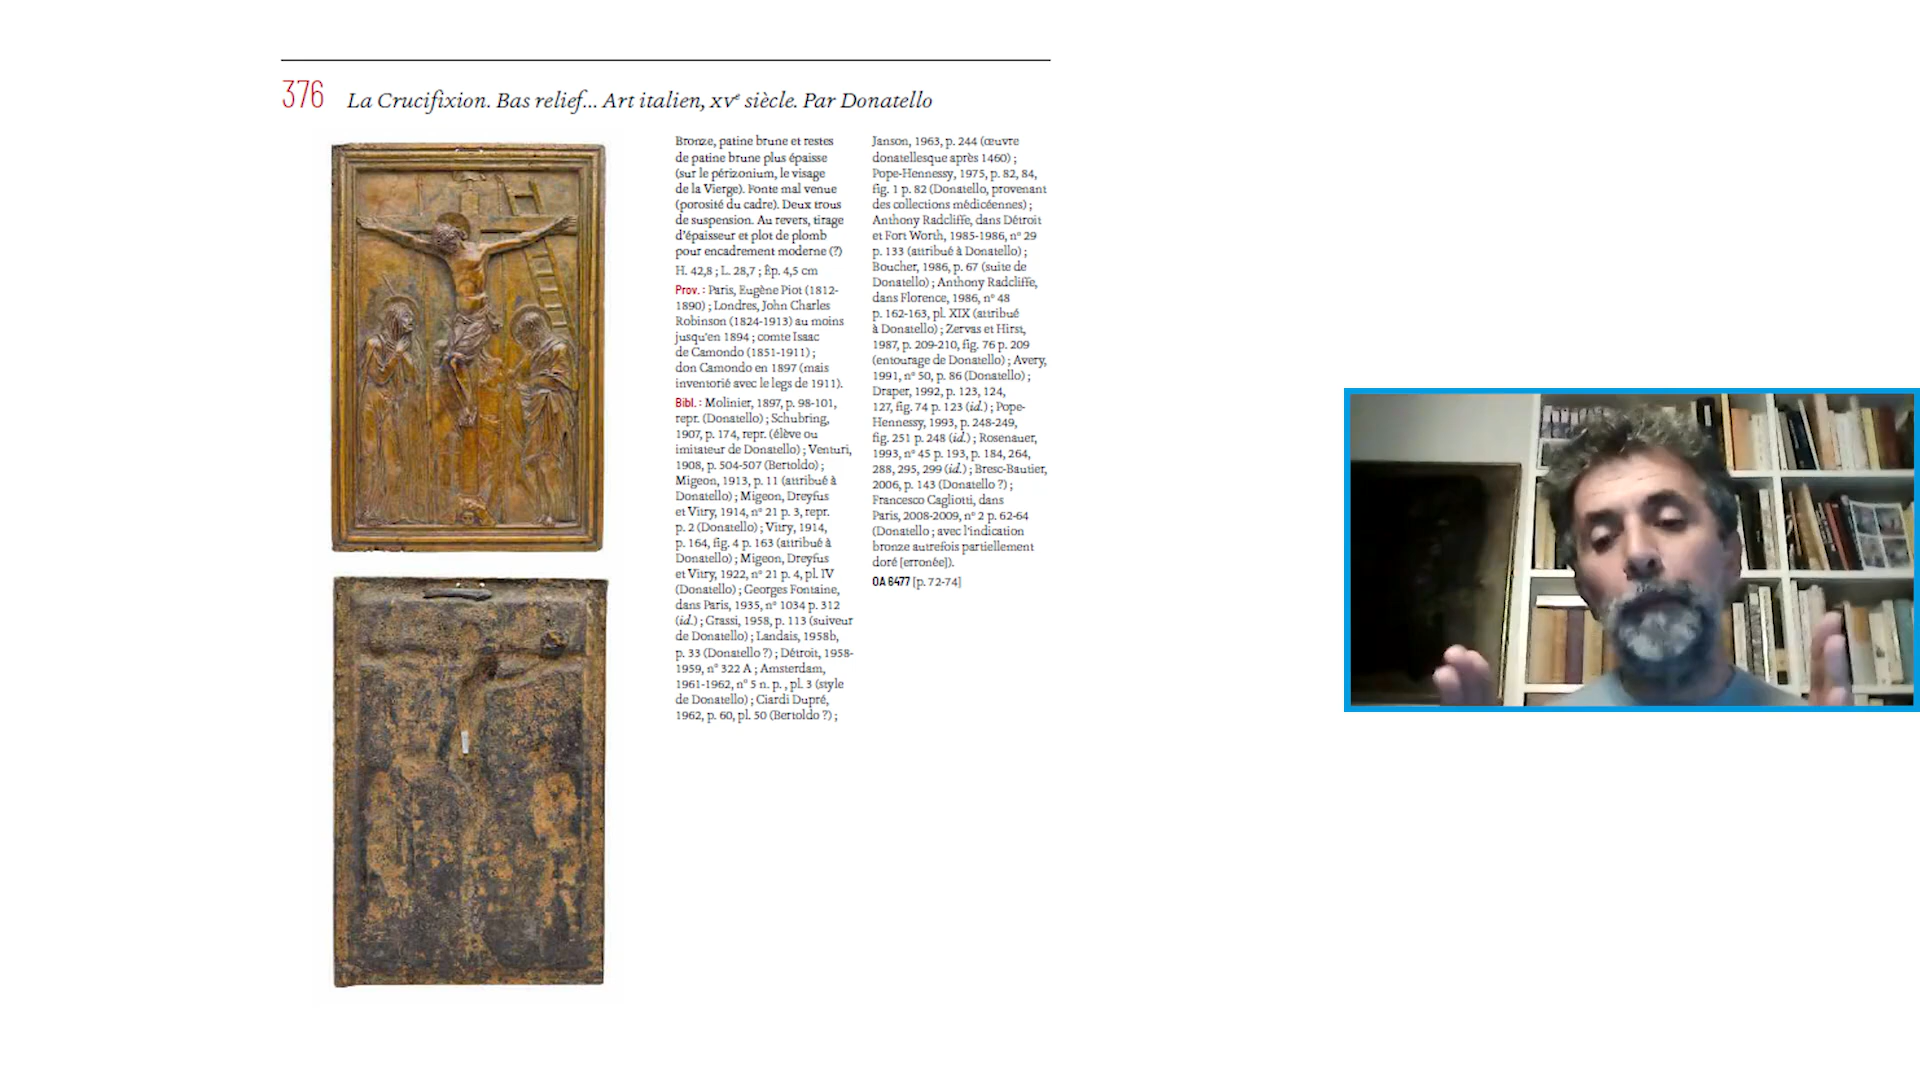 376 La Crucifixion. Bas relief... Art italien, XVe siècle. Par Donatello
Bronze, patine brune et restes
de patine brune plus épaisse
(sur le périzonium, le visage
de la Vierge). Fonte mal venue
(porosité du cadre). Deux trous
de suspension. Au revers, tirage
d'épaisseur et plot de plomb
pour encadrement moderne (?)
H. 42,8 ; L. 28,7 ; Ép. 4,5 cm
Prov. : Paris, Eugène Piot (1812-
1890) ; Londres, John Charles
Robinson (1824-1913) au moins
jusqu'en 1894 ; comte Isaac
de Camondo (1851-1911) ;
don Camondo en 1897 (mais
inventorié avec le legs de 1911).
Bibl. : Molinier, 1897, p. 98-101,
repr. (Donatello) ; Schubring,
1907, p. 174, repr. (élève ou
imitateur de Donatello) ; Venturi,
1908, p. 504-507 (Bertoldo) ;
Migeon, 1913, p. 11 (attribué à
Donatello) ; Migeon, Dreyfus
et Vitry, 1914, n° 21 p. 3, repr.
p. 2 (Donatello) ; Vitry, 1914,
p. 164, fig. 4 p. 163 (attribué à
Donatello) ; Migeon, Dreyfus
et Vitry, 1922, n° 21 p. 4, pl. IV
(Donatello) ; Georges Fontaine,
dans Paris, 1935, n° 1034 p. 312
(id.) ; Grassi, 1958, p. 113 (suiveur
de Donatello) ; Landais, 1958b,
p. 33 (Donatello ?) ; Détroit, 1958-
1959, n° 322 A ; Amsterdam,
1961-1962, n° 5 n. p. , pl. 3 (style
de Donatello) ; Ciardi Dupré,
1962, p. 60, pl. 50 (Bertoldo ?) ;
Janson, 1963, p. 244 (œuvre
donatellesque après 1460) ;
Pope-Hennessy, 1975, p. 82, 84,
fig. 1 p. 82 (Donatello, provenant
des collections médicéennes) ;
Anthony Radcliffe, dans Détroit
et Fort Worth, 1985-1986, n° 29
p. 133 (attribué à Donatello) ;
Boucher, 1986, p. 67 (suite de
Donatello) ; Anthony Radcliffe,
dans Florence, 1986, n° 48
p. 162-163, pl. XIX (attribué
à Donatello) ; Zervas et Hirst,
1987, p. 209-210, fig. 76 p. 209
(entourage de Donatello) ; Avery,
1991, n° 50, p. 86 (Donatello) ;
Draper, 1992, p. 123, 124,
127, fig. 74 p. 123 (id.) ; Pope-
Hennessy, 1993, p. 248-249,
fig. 251 p. 248 (id.) ; Rosenauer,
1993, n° 45 p. 193, p. 184, 264,
288, 295, 299 (id.) ; Bresc-Bautier,
2006, p. 143 (Donatello ?) ;
Francesco Caglioti, dans
Paris, 2008-2009, n° 2 p. 62-64
(Donatello ; avec l'indication
bronze autrefois partiellement
doré [erronée]).
OA 6477 [p. 72-74]